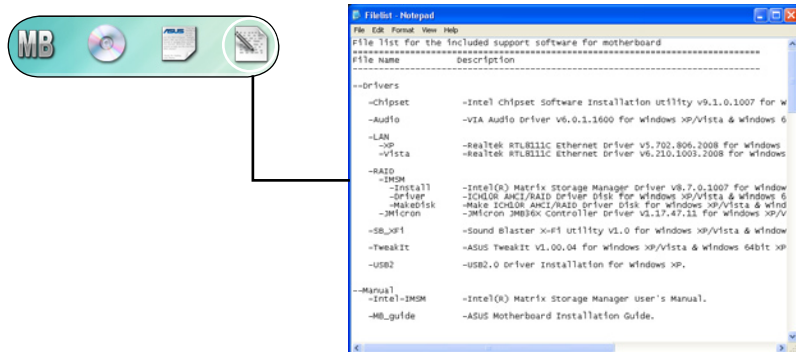 MB
ASUS
Filelist - Notepad
File Edit Format View Help
File list for the included support software for motherboard
================================================================================
File Name Description
--------------------------------------------------------------------------------
--Drivers
-Chipset -Intel Chipset Software Installation Utility v9.1.0.1007 for W
-Audio -VIA Audio Driver V6.0.1.1600 for Windows XP/Vista & Windows 6
-LAN
-XP -Realtek RTL8111C Ethernet Driver V5.702.806.2008 for Windows
-Vista -Realtek RTL8111C Ethernet Driver V6.210.1003.2008 for Windows
-RAID
-IMSM
-Install -Intel(R) Matrix Storage Manager Driver V8.7.0.1007 for Window
-Driver -ICH10R AHCI/RAID Driver Disk for Windows XP/Vista & Windows 6
-MakeDisk -Make ICH10R AHCI/RAID Driver Disk for Windows XP/Vista & Wind
-JMicron -JMicron JMB36X Controller Driver V1.17.47.11 for Windows XP/V
-SB_XFi -Sound Blaster X-Fi Utility V1.0 for Windows XP/Vista & Window
-TweakIt -ASUS TweakIt V1.00.04 for Windows XP/Vista & Windows 64bit XP
-USB2 -USB2.0 Driver Installation for Windows XP.
--Manual
-Intel-IMSM -Intel(R) Matrix Storage Manager User's Manual.
-MB_guide -ASUS Motherboard Installation Guide.